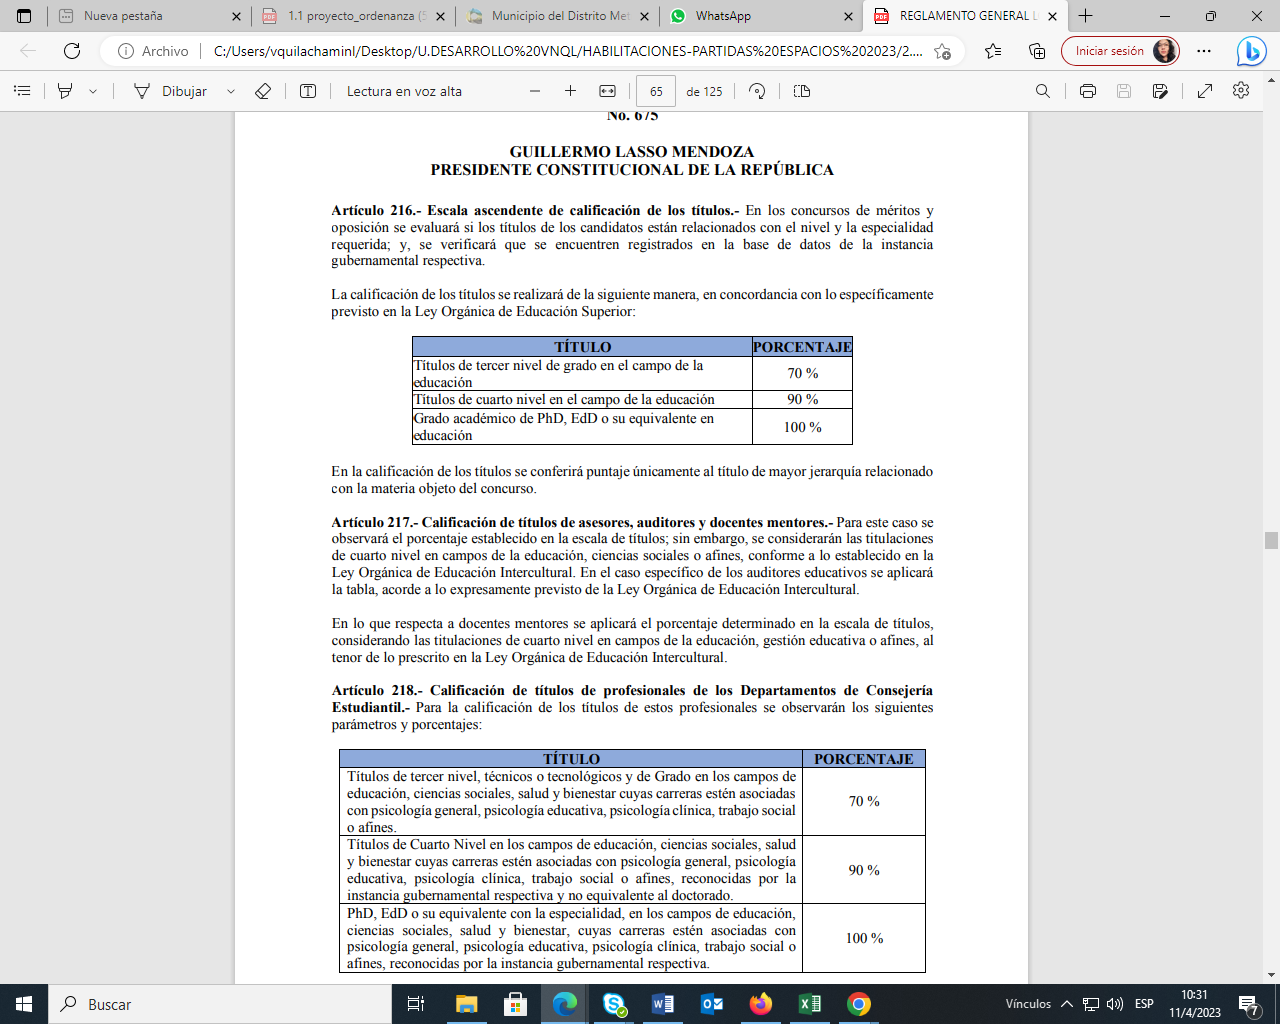 Nueva pestaña
1.1 proyecto_ordenanza (5
Municipio del Distrito Met
WhatsApp
REGLAMENTO GENERAL L
Archivo
C:/Users/vquilachaminl/Desktop/U.DESARROLLO%20VNQL/HABILITACIONES-PARTIDAS%20ESPACIOS%202023/2....
Iniciar sesión
Dibujar
Lectura en voz alta
65
de 125
No. 675
GUILLERMO LASSO MENDOZA
PRESIDENTE CONSTITUCIONAL DE LA REPÚBLICA
Artículo 216.- Escala ascendente de calificación de los títulos.- En los concursos de méritos y
oposición se evaluará si los títulos de los candidatos están relacionados con el nivel y la especialidad
requerida; y, se verificará que se encuentren registrados en la base de datos de la instancia
gubernamental respectiva.
La calificación de los títulos se realizará de la siguiente manera, en concordancia con lo específicamente
previsto en la Ley Orgánica de Educación Superior:
TÍTULO PORCENTAJE
Títulos de tercer nivel de grado en el campo de la
educación
70 %
Títulos de cuarto nivel en el campo de la educación 90 %
Grado académico de PhD, EdD o su equivalente en
educación
100 %
En la calificación de los títulos se conferirá puntaje únicamente al título de mayor jerarquía relacionado
con la materia objeto del concurso.
Artículo 217.- Calificación de títulos de asesores, auditores y docentes mentores.- Para este caso se
observará el porcentaje establecido en la escala de títulos; sin embargo, se considerarán las titulaciones
de cuarto nivel en campos de la educación, ciencias sociales o afines, conforme a lo establecido en la
Ley Orgánica de Educación Intercultural. En el caso específico de los auditores educativos se aplicará
la tabla, acorde a lo expresamente previsto de la Ley Orgánica de Educación Intercultural.
En lo que respecta a docentes mentores se aplicará el porcentaje determinado en la escala de títulos,
considerando las titulaciones de cuarto nivel en campos de la educación, gestión educativa o afines, al
tenor de lo prescrito en la Ley Orgánica de Educación Intercultural.
Artículo 218.- Calificación de títulos de profesionales de los Departamentos de Consejería
Estudiantil.- Para la calificación de los títulos de estos profesionales se observarán los siguientes
parámetros y porcentajes:
TÍTULO PORCENTAJE
Títulos de tercer nivel, técnicos o tecnológicos y de Grado en los campos de
educación, ciencias sociales, salud y bienestar cuyas carreras estén asociadas
con psicología general, psicología educativa, psicología clínica, trabajo social
o afines.
70 %
Títulos de Cuarto Nivel en los campos de educación, ciencias sociales, salud
y bienestar cuyas carreras estén asociadas con psicología general, psicología
educativa, psicología clínica, trabajo social o afines, reconocidas por la
instancia gubernamental respectiva y no equivalente al doctorado.
90 %
PhD, EdD o su equivalente con la especialidad, en los campos de educación,
ciencias sociales, salud y bienestar, cuyas carreras estén asociadas con
psicología general, psicología educativa, psicología clínica, trabajo social o
afines, reconocidas por la instancia gubernamental respectiva.
100 %
Buscar
Vínculos
ESP
10:31
11/4/2023
7